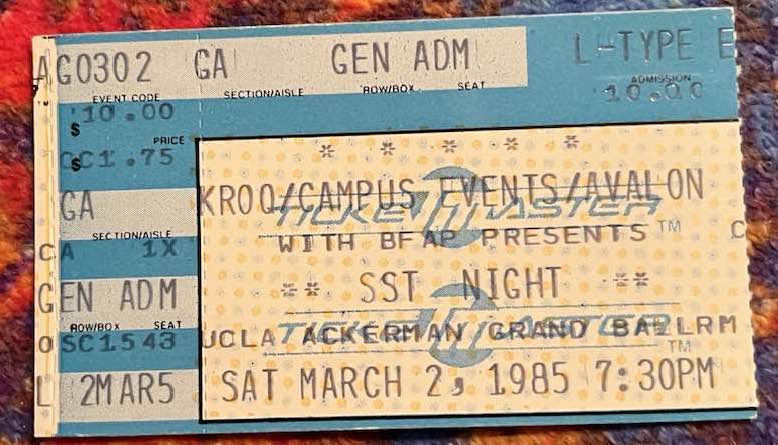 AG0302 GA GEN ADM L-TYPE E
EVENT CODE SECTION/AISLE ROW/BOX SEAT ADMISSION
$ 10.00 10.00
PRICE
$ 1.75
GA
SECTION/AISLE
CA 1X
GEN ADM
ROW/BOX SEAT
OSC1543
L 2MAR5
* * * * *
KROQ/CAMPUS EVENTS/AVALON
TICKETMASTER TM
WITH BFAP PRESENTS
** SST NIGHT **
UCLA ACKERMAN GRAND BALLRM
TICKETMASTER TM
SAT MARCH 2, 1985 7:30PM